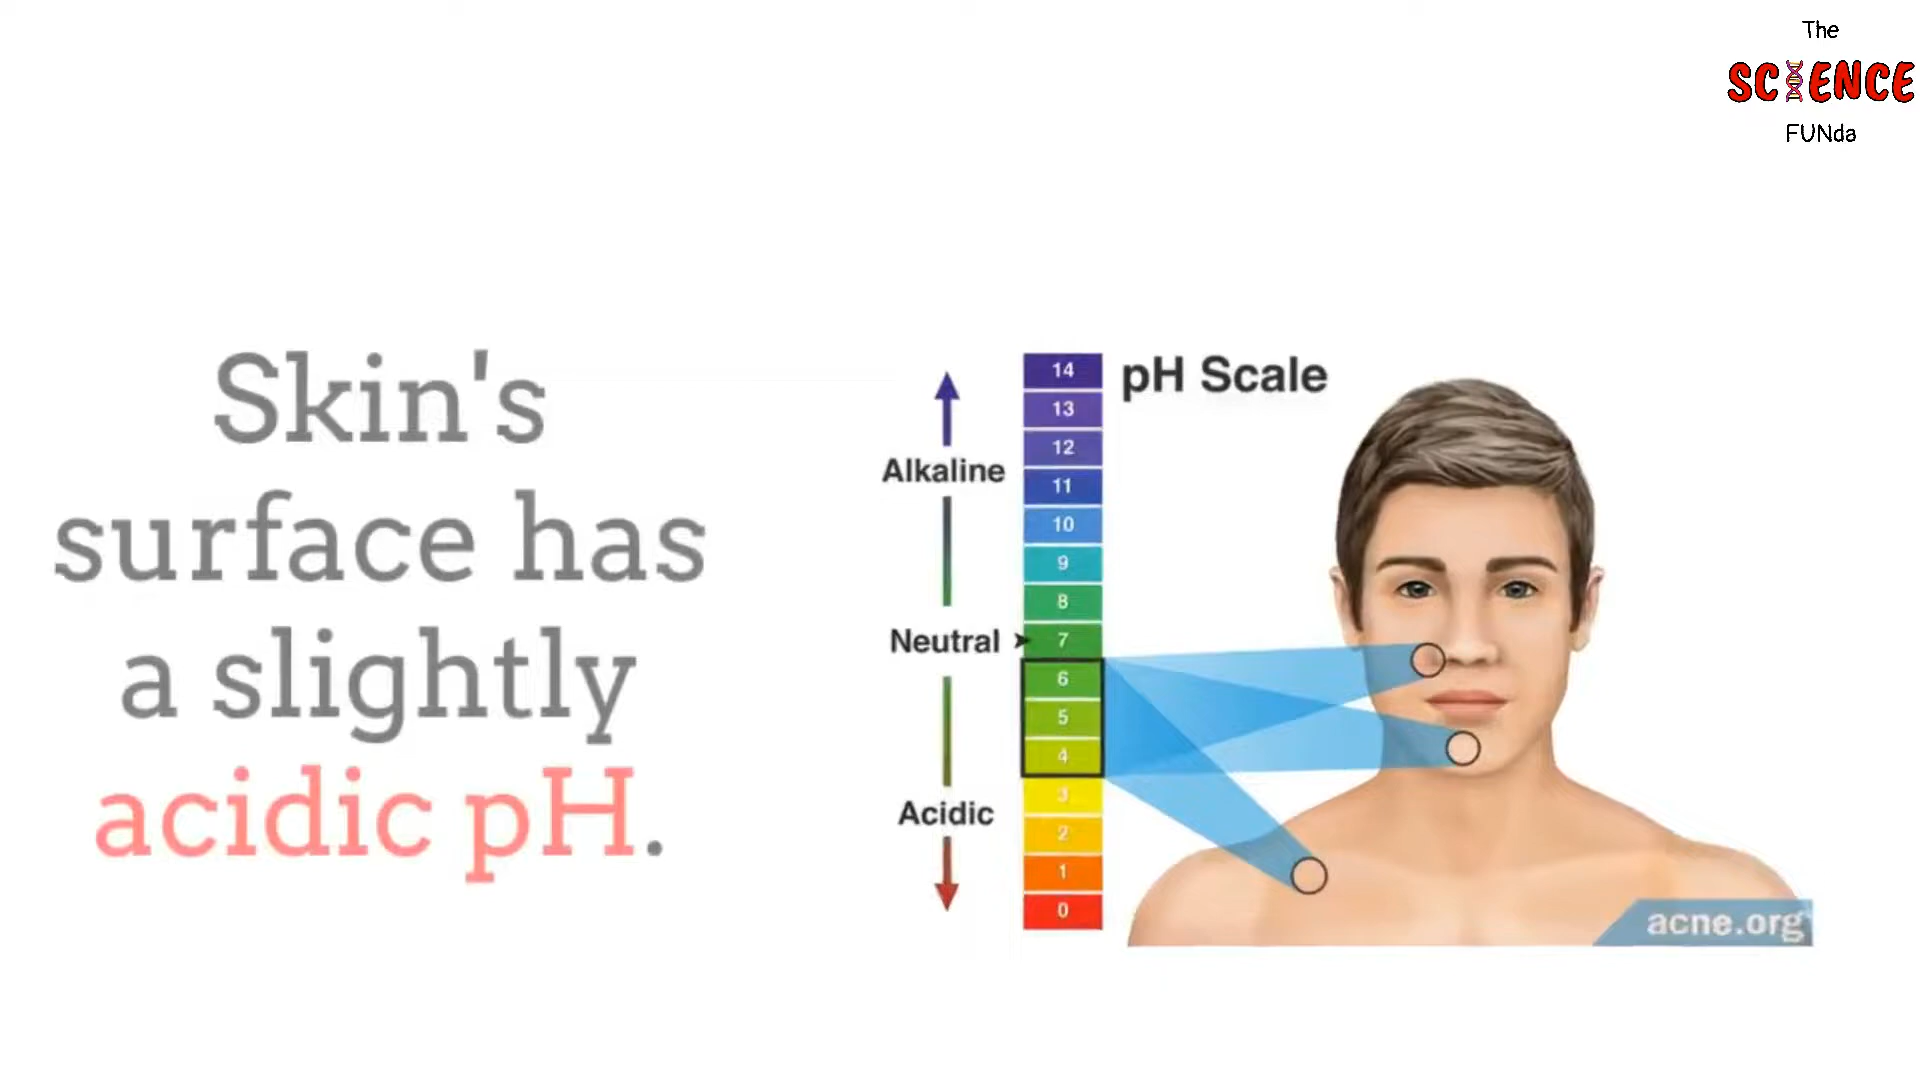 The
SCIENCE
FUNda
Skin's
surface has
a slightly
acidic pH.
pH Scale
Alkaline
Neutral
Acidic
14
13
12
11
10
9
8
7
6
5
4
3
2
1
0
acne.org